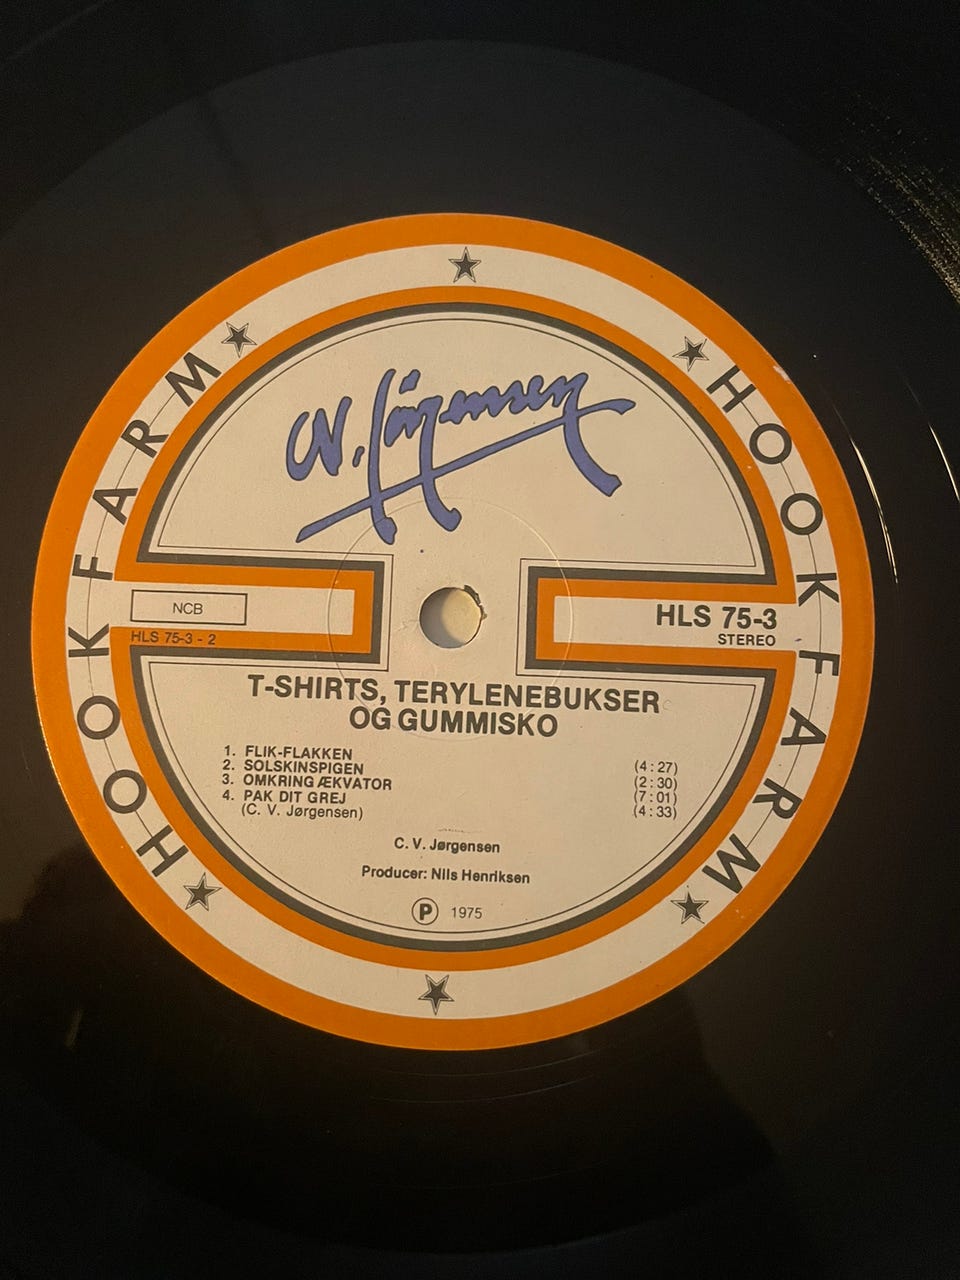 HOOKFARM
HOOKFARM
C.V. Jørgensen
NCB
HLS 75-3 - 2
HLS 75-3
STEREO
T-SHIRTS, TERYLENEBUKSER
OG GUMMISKO
1. FLIK-FLAKKEN (4:27)
2. SOLSKINSPIGEN (2:30)
3. OMKRING ÆKVATOR (7:01)
4. PAK DIT GREJ (4:33)
(C. V. Jørgensen)
C. V. Jørgensen
Producer: Nils Henriksen
Ⓟ 1975